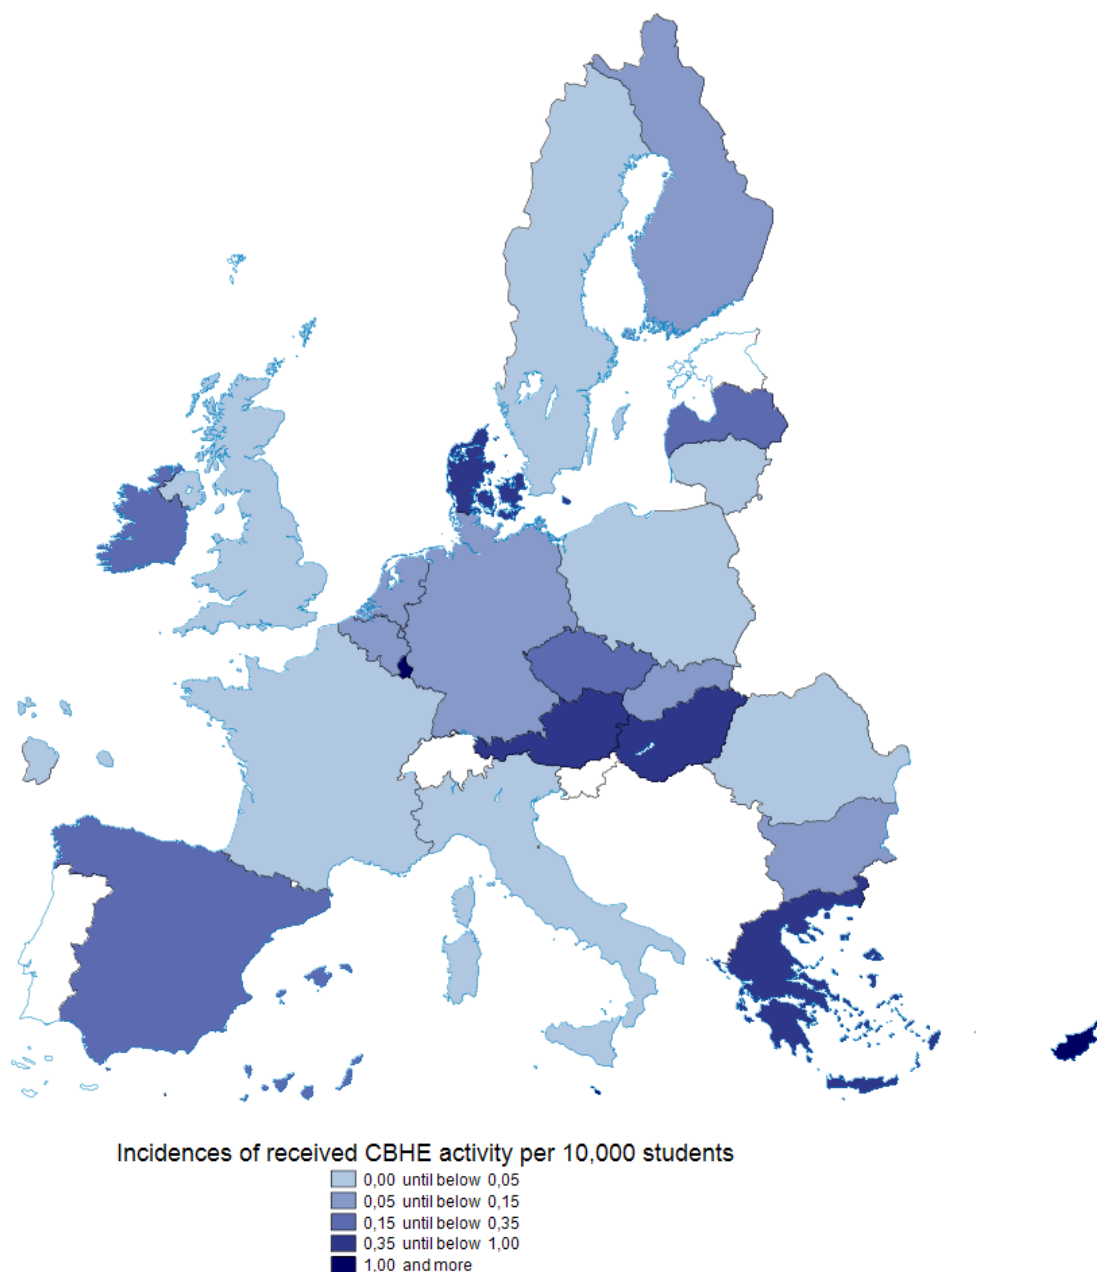 Incidences of received CBHE activity per 10,000 students
0,00 until below 0,05
0,05 until below 0,15
0,15 until below 0,35
0,35 until below 1,00
1,00 and more